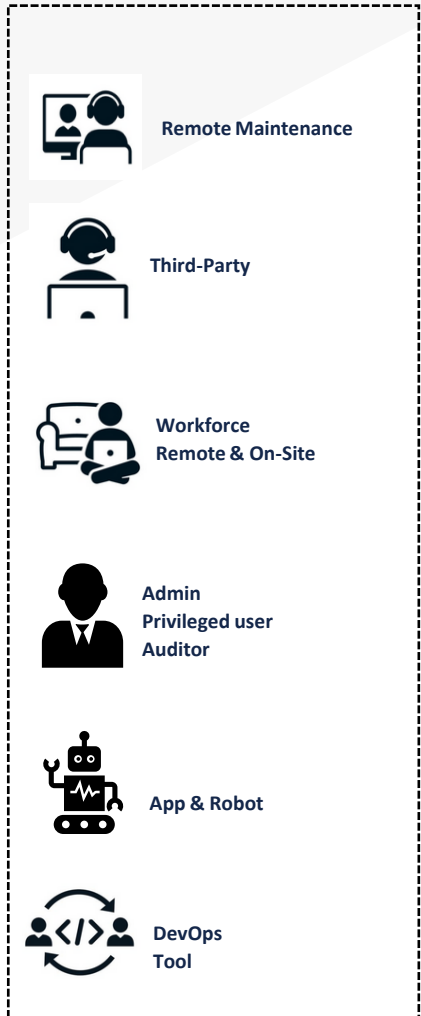 Remote Maintenance
Third-Party
Workforce
Remote & On-Site
Admin
Privileged user
Auditor
App & Robot
</>
DevOps
Tool